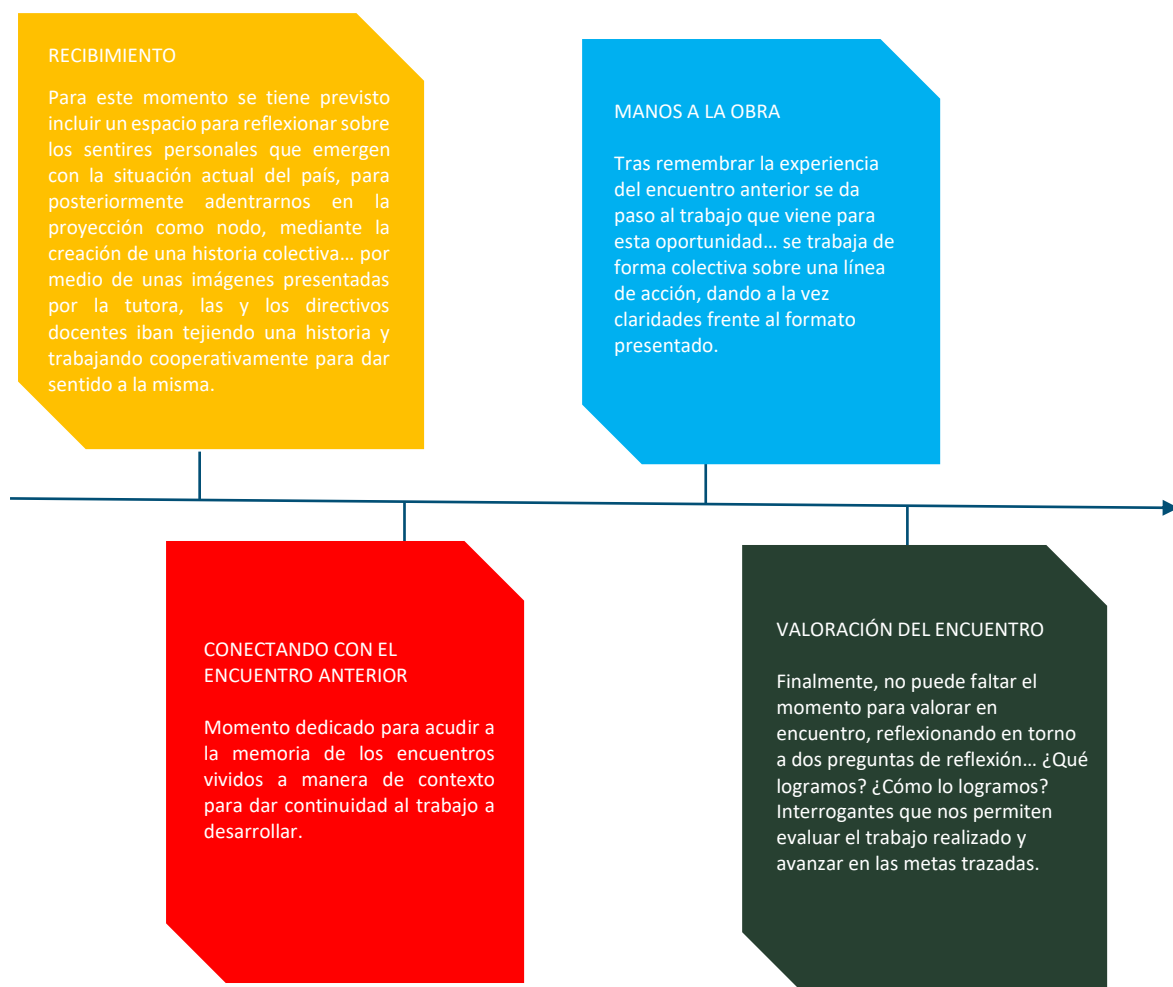 RECIBIMIENTO
Para este momento se tiene previsto
incluir un espacio para reflexionar sobre
los sentires personales que emergen
con la situación actual del país, para
posteriormente adentrarnos en la
proyección como nodo, mediante la
creación de una historia colectiva... por
medio de unas imágenes presentadas
por la tutora, las y los directivos
docentes iban tejiendo una historia y
trabajando cooperativamente para dar
sentido a la misma.
CONECTANDO CON EL
ENCUENTRO ANTERIOR
Momento dedicado para acudir a
la memoria de los encuentros
vividos a manera de contexto
para dar continuidad al trabajo a
desarrollar.
MANOS A LA OBRA
Tras remembrar la experiencia
del encuentro anterior se da
paso al trabajo que viene para
esta oportunidad... se trabaja de
forma colectiva sobre una línea
de acción, dando a la vez
claridades frente al formato
presentado.
VALORACIÓN DEL ENCUENTRO
Finalmente, no puede faltar el
momento para valorar en
encuentro, reflexionando en torno
a dos preguntas de reflexión... ¿Qué
logramos? ¿Cómo lo logramos?
Interrogantes que nos permiten
evaluar el trabajo realizado y
avanzar en las metas trazadas.